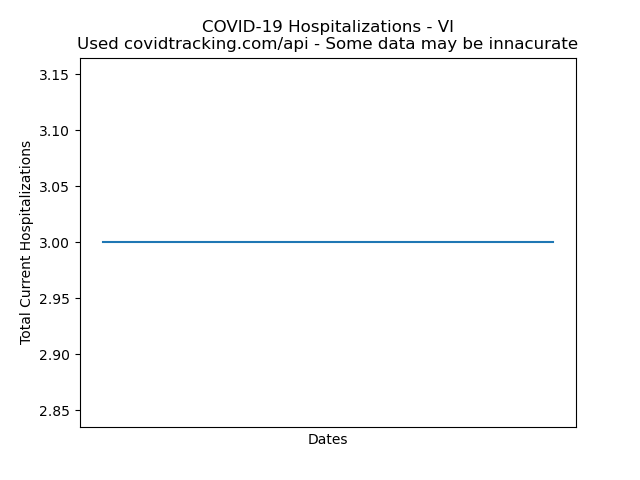 COVID-19 Hospitalizations - VI
Used covidtracking.com/api - Some data may be innacurate
3.15
3.10
3.05
3.00
2.95
2.90
2.85
Total Current Hospitalizations
Dates